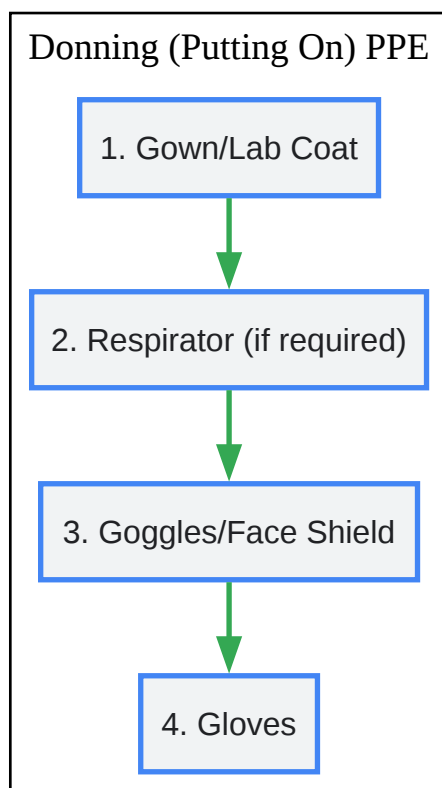 Donning (Putting On) PPE
1. Gown/Lab Coat
2. Respirator (if required)
3. Goggles/Face Shield
4. Gloves